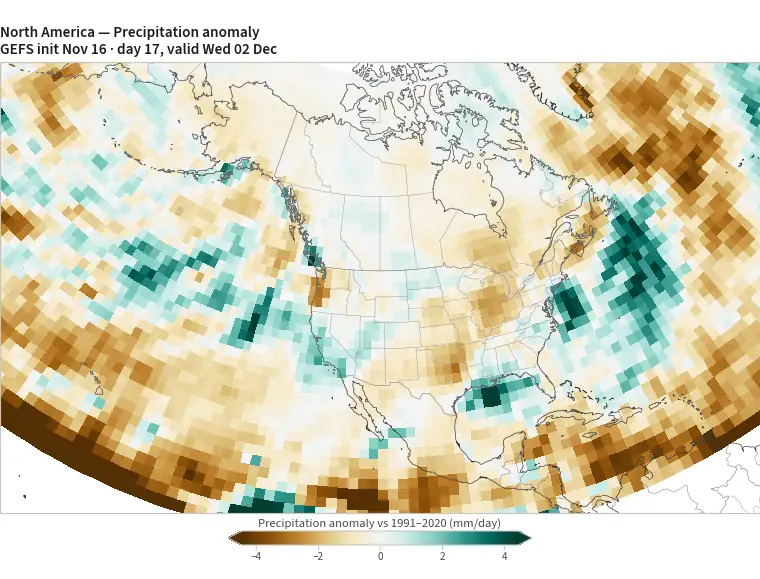 North America — Precipitation anomaly
GEFS init Nov 16 · day 17, valid Wed 02 Dec
Precipitation anomaly vs 1991–2020 (mm/day)
−4 −2 0 2 4